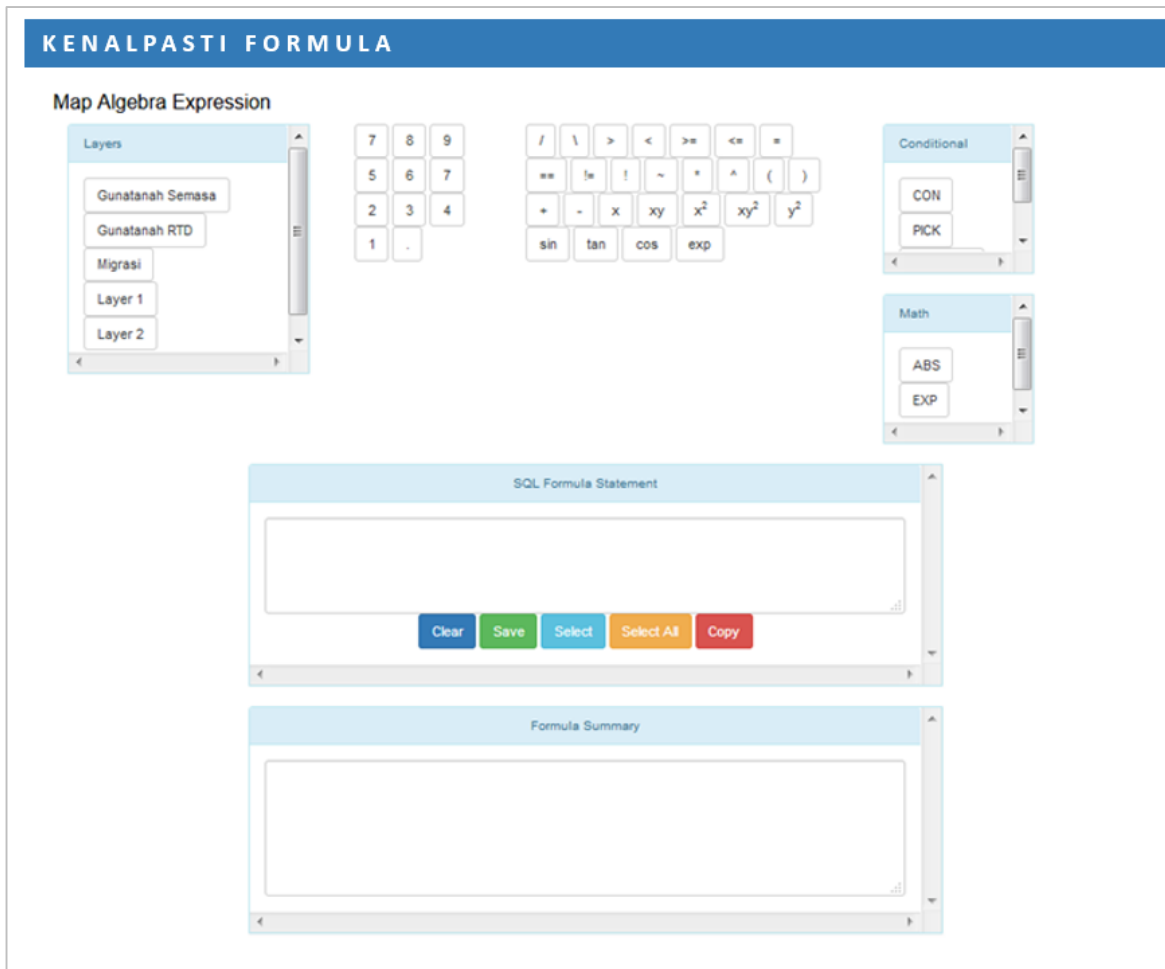 KENALPASTI FORMULA
Map Algebra Expression
Layers
Gunatanah Semasa
Gunatanah RTD
Migrasi
Layer 1
Layer 2
7 8 9
5 6 7
2 3 4
1 .
/ \ > < >= <= =
== != ! ~ * ^ ( )
+ - x xy x² xy² y²
sin tan cos exp
Conditional
CON
PICK
Math
ABS
EXP
SQL Formula Statement
Clear Save Select Select All Copy
Formula Summary